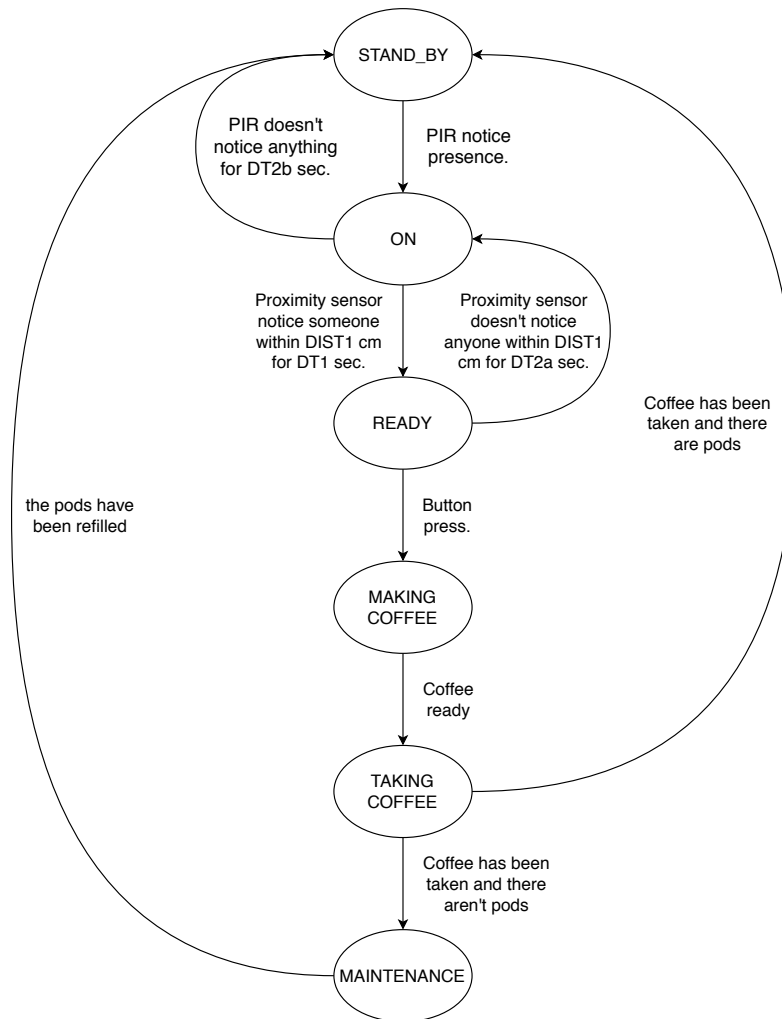 STAND_BY
PIR doesn't
notice anything
for DT2b sec.
PIR notice
presence.
ON
Proximity sensor
notice someone
within DIST1 cm
for DT1 sec.
Proximity sensor
doesn't notice
anyone within DIST1
cm for DT2a sec.
READY
Coffee has been
taken and there
are pods
the pods have
been refilled
Button
press.
MAKING
COFFEE
Coffee
ready
TAKING
COFFEE
Coffee has been
taken and there
aren't pods
MAINTENANCE